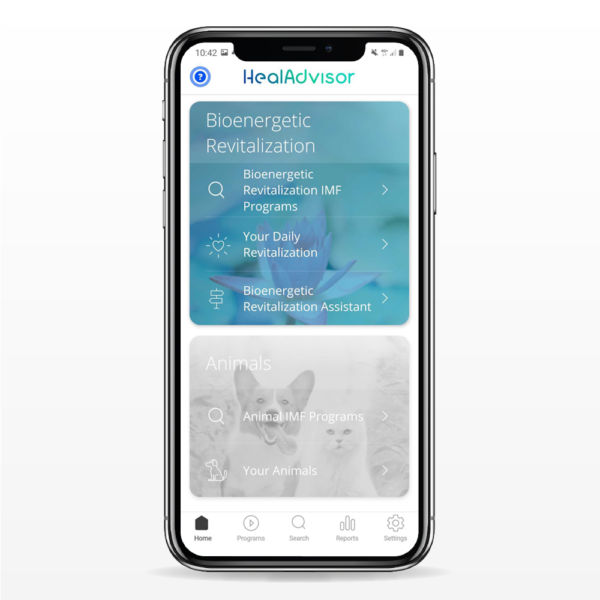 10:42
?
HealAdvisor
Bioenergetic
Revitalization
Bioenergetic
Revitalization IMF
Programs
Your Daily
Revitalization
Bioenergetic
Revitalization Assistant
Animals
Animal IMF Programs
Your Animals
Home Programs Search Reports Settings